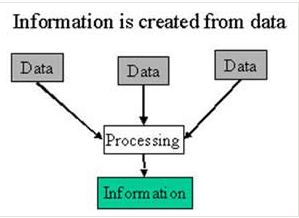 Information is created from data
Data
Data
Data
Processing
Information